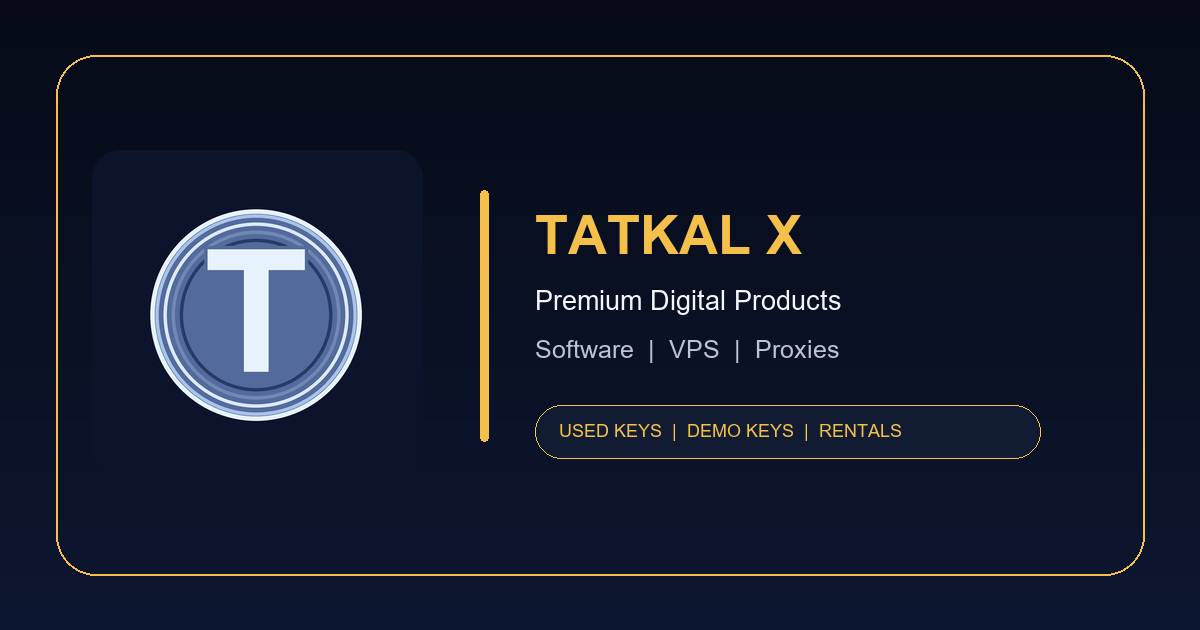 T
TATKAL X
Premium Digital Products
Software | VPS | Proxies
USED KEYS | DEMO KEYS | RENTALS